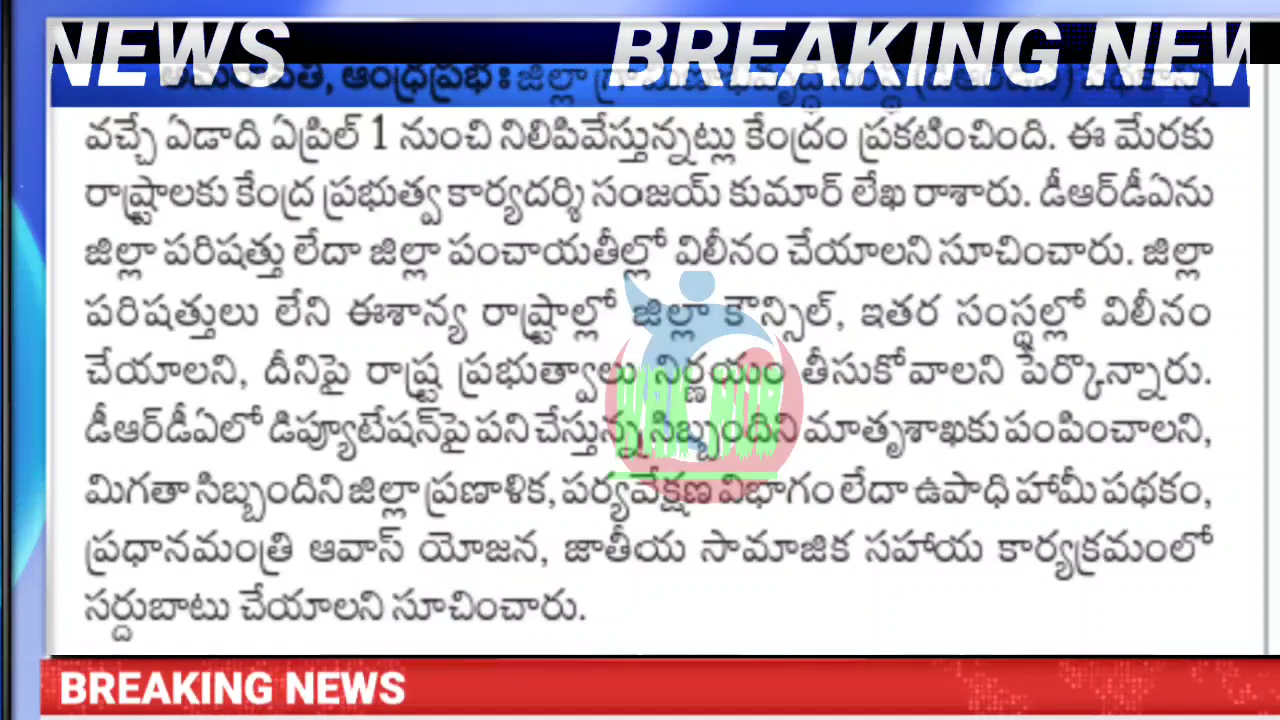 NEWS BREAKING NEW
ఆంధ్రప్రభ : జిల్లా
వచ్చే ఏడాది ఏప్రిల్ 1 నుంచి నిలిపివేస్తున్నట్లు కేంద్రం ప్రకటించింది. ఈ మేరకు
రాష్ట్రాలకు కేంద్ర ప్రభుత్వ కార్యదర్శి సంజయ్ కుమార్ లేఖ రాశారు. డీఆర్‌డీఏను
జిల్లా పరిషత్తు లేదా జిల్లా పంచాయతీల్లో విలీనం చేయాలని సూచించారు. జిల్లా
పరిషత్తులు లేని ఈశాన్య రాష్ట్రాల్లో జిల్లా కౌన్సిల్, ఇతర సంస్థల్లో విలీనం
చేయాలని, దీనిపై రాష్ట్ర ప్రభుత్వాలు నిర్ణయం తీసుకోవాలని పేర్కొన్నారు.
డీఆర్‌డీఏలో డిప్యూటేషన్‌పై పని చేస్తున్న సిబ్బందిని మాతృశాఖకు పంపించాలని,
మిగతా సిబ్బందిని జిల్లా ప్రణాళిక, పర్యవేక్షణ విభాగం లేదా ఉపాధి హామీ పథకం,
ప్రధానమంత్రి ఆవాస్ యోజన, జాతీయ సామాజిక సహాయ కార్యక్రమంలో
సర్దుబాటు చేయాలని సూచించారు.
BREAKING NEWS